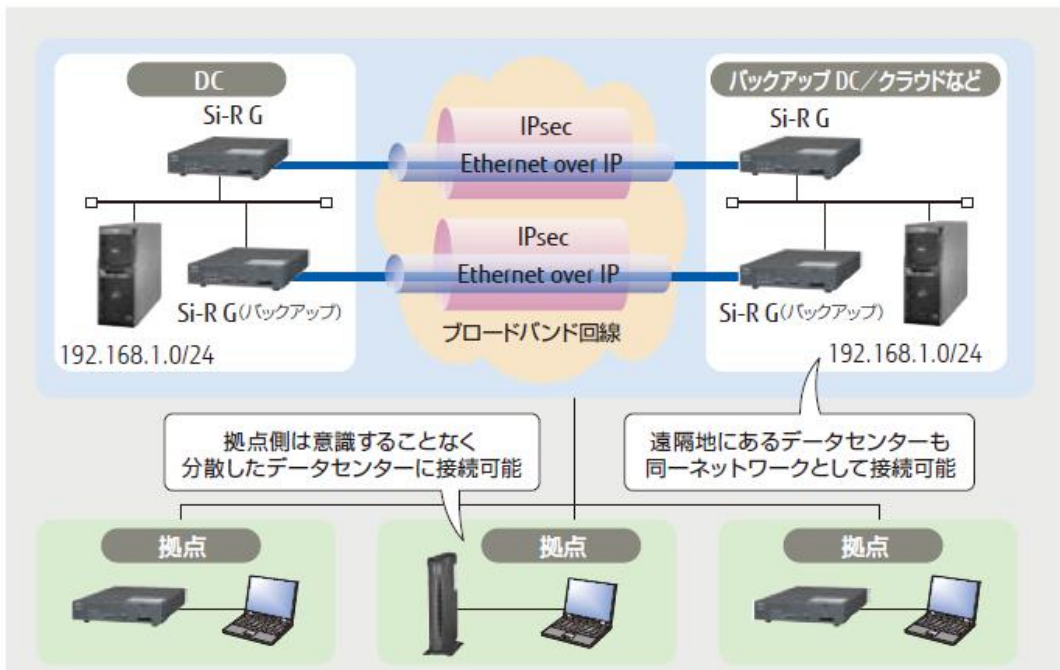 DC
Si-R G
Si-R G(バックアップ)
192.168.1.0/24
IPsec
Ethernet over IP
IPsec
Ethernet over IP
ブロードバンド回線
バックアップ DC／クラウドなど
Si-R G
Si-R G(バックアップ)
192.168.1.0/24
拠点側は意識することなく
分散したデータセンターに接続可能
遠隔地にあるデータセンターも
同一ネットワークとして接続可能
拠点
拠点
拠点